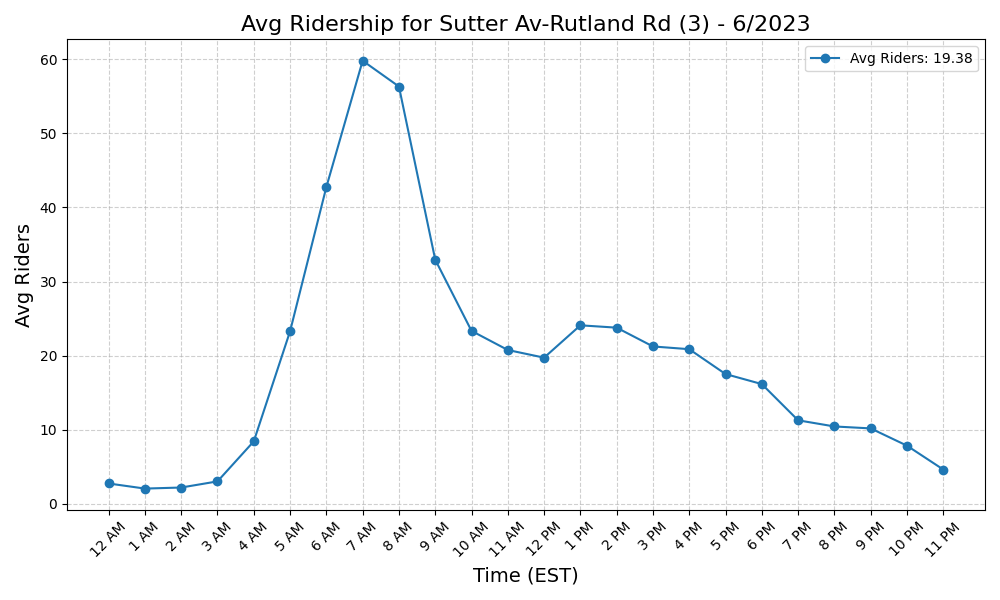 Avg Ridership for Sutter Av-Rutland Rd (3) - 6/2023
Avg Riders: 19.38
Avg Riders
60
50
40
30
20
10
0
12 AM
1 AM
2 AM
3 AM
4 AM
5 AM
6 AM
7 AM
8 AM
9 AM
10 AM
11 AM
12 PM
1 PM
2 PM
3 PM
4 PM
5 PM
6 PM
7 PM
8 PM
9 PM
10 PM
11 PM
Time (EST)